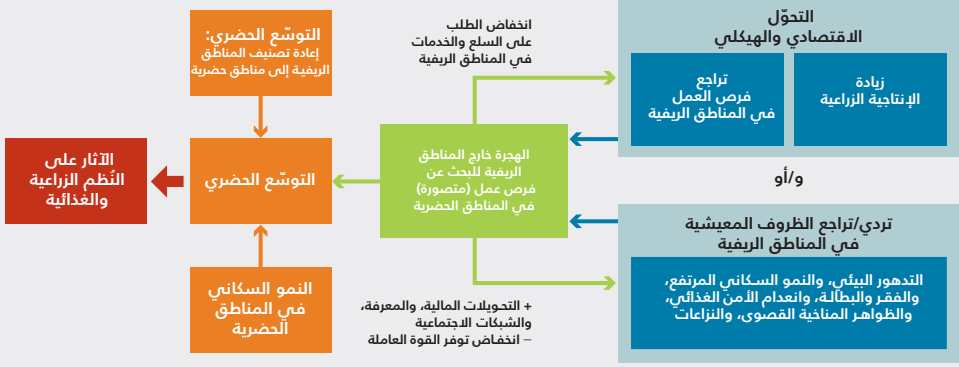 التحوّل
الاقتصادي والهيكلي
زيادة
الإنتاجية الزراعية
تراجع
فرص العمل
في المناطق الريفية
و/أو
تردي/تراجع الظروف المعيشية
في المناطق الريفية
التدهور البيئي، والنمو السكاني المرتفع،
والفقر والبطالة، وانعدام الأمن الغذائي،
والظواهر المناخية القصوى، والنزاعات
انخفاض الطلب
على السلع والخدمات
في المناطق الريفية
الهجرة خارج المناطق
الريفية للبحث عن
فرص عمل (متصورة)
في المناطق الحضرية
+ التحويلات المالية، والمعرفة،
والشبكات الاجتماعية
– انخفاض توفر القوة العاملة
التوسّع الحضري:
إعادة تصنيف المناطق
الريفية إلى مناطق حضرية
التوسّع الحضري
النمو السكاني
في المناطق
الحضرية
الآثار على
النُظم الزراعية
والغذائية